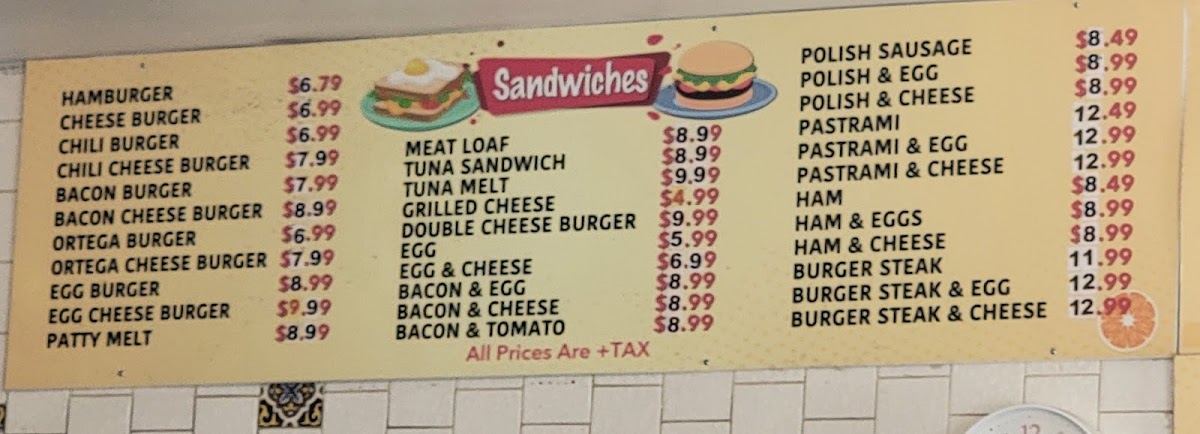 Sandwiches
HAMBURGER $6.79
CHEESE BURGER $6.99
CHILI BURGER $6.99
CHILI CHEESE BURGER $7.99
BACON BURGER $7.99
BACON CHEESE BURGER $8.99
ORTEGA BURGER $6.99
ORTEGA CHEESE BURGER $7.99
EGG BURGER $8.99
EGG CHEESE BURGER $9.99
PATTY MELT $8.99
MEAT LOAF $8.99
TUNA SANDWICH $8.99
TUNA MELT $9.99
GRILLED CHEESE $4.99
DOUBLE CHEESE BURGER $9.99
EGG $5.99
EGG & CHEESE $6.99
BACON & EGG $8.99
BACON & CHEESE $8.99
BACON & TOMATO $8.99
All Prices Are +TAX
POLISH SAUSAGE $8.49
POLISH & EGG $8.99
POLISH & CHEESE $8.99
PASTRAMI 12.49
PASTRAMI & EGG 12.99
PASTRAMI & CHEESE 12.99
HAM $8.49
HAM & EGGS $8.99
HAM & CHEESE $8.99
BURGER STEAK 11.99
BURGER STEAK & EGG 12.99
BURGER STEAK & CHEESE 12.99
12